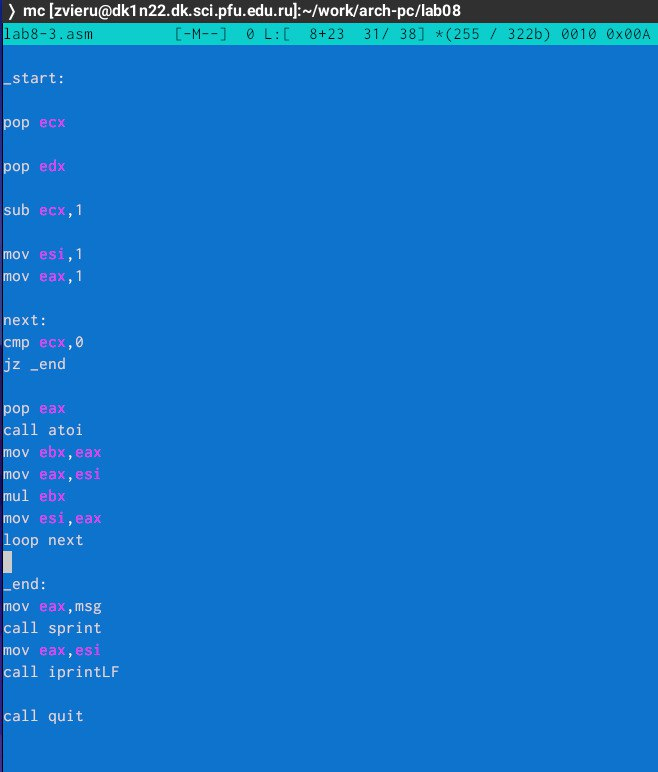 ❭ mc [zvieru@dk1n22.dk.sci.pfu.edu.ru]:~/work/arch-pc/lab08
lab8-3.asm [-M--] 0 L:[ 8+23 31/ 38] *(255 / 322b) 0010 0x00A
_start:
pop ecx
pop edx
sub ecx,1
mov esi,1
mov eax,1
next:
cmp ecx,0
jz _end
pop eax
call atoi
mov ebx,eax
mov eax,esi
mul ebx
mov esi,eax
loop next
_end:
mov eax,msg
call sprint
mov eax,esi
call iprintLF
call quit